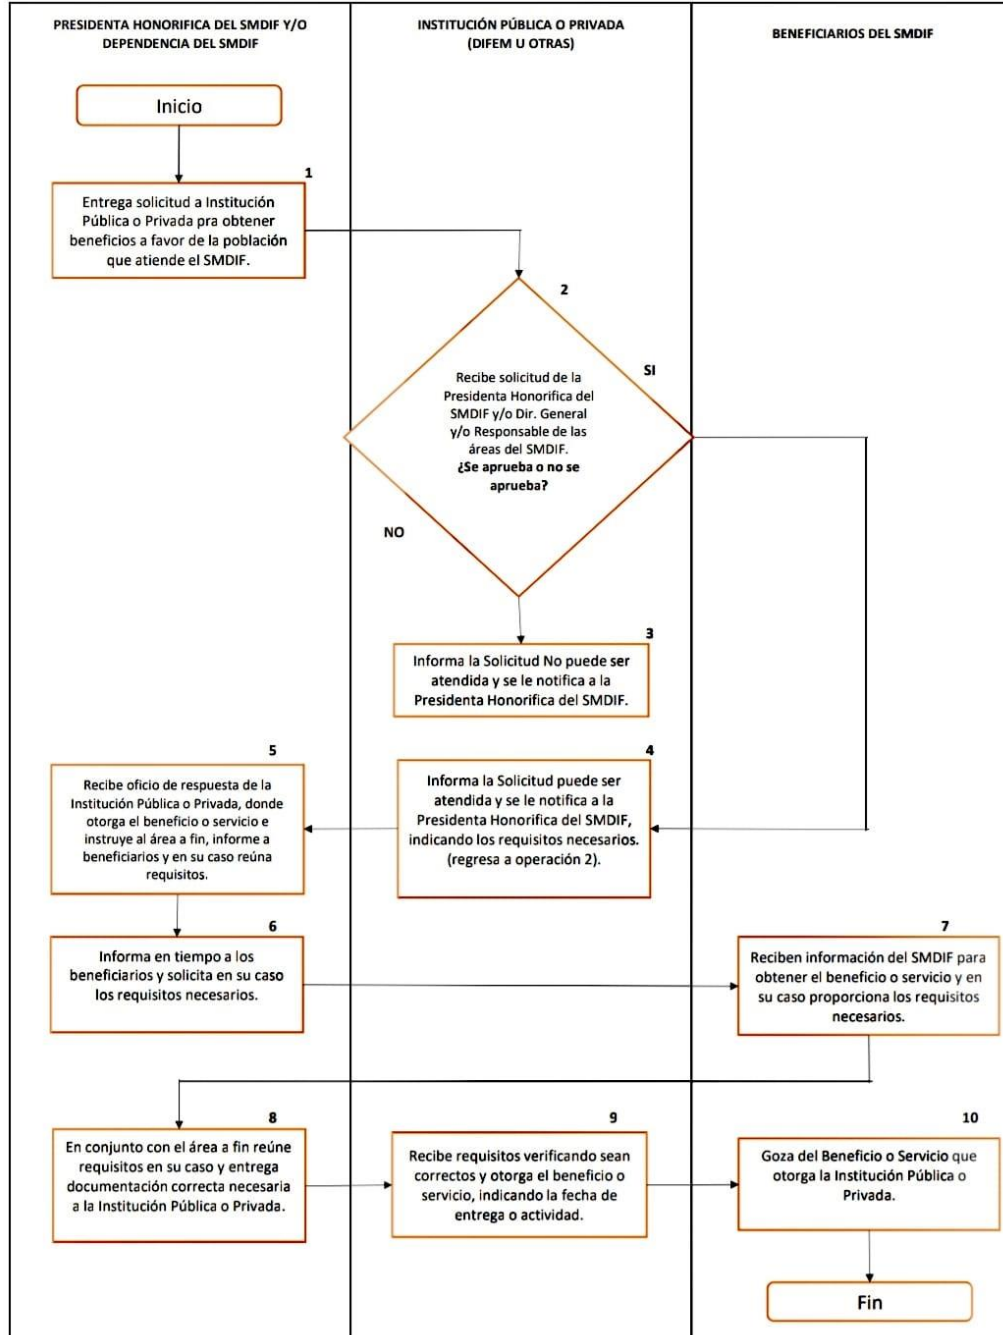 PRESIDENTA HONORIFICA DEL SMDIF Y/O
DEPENDENCIA DEL SMDIF
INSTITUCIÓN PÚBLICA O PRIVADA
(DIFEM U OTRAS)
BENEFICIARIOS DEL SMDIF
Inicio
1
Entrega solicitud a Institución
Pública o Privada pra obtener
beneficios a favor de la población
que atiende el SMDIF.
2
SI
Recibe solicitud de la
Presidenta Honorifica del
SMDIF y/o Dir. General
y/o Responsable de las
áreas del SMDIF.
¿Se aprueba o no se
aprueba?
NO
3
Informa la Solicitud No puede ser
atendida y se le notifica a la
Presidenta Honorifica del SMDIF.
4
Informa la Solicitud puede ser
atendida y se le notifica a la
Presidenta Honorifica del SMDIF,
indicando los requisitos necesarios.
(regresa a operación 2).
5
Recibe oficio de respuesta de la
Institución Pública o Privada, donde
otorga el beneficio o servicio e
instruye al área a fin, informe a
beneficiarios y en su caso reúna
requisitos.
6
Informa en tiempo a los
beneficiarios y solicita en su caso
los requisitos necesarios.
7
Reciben información del SMDIF para
obtener el beneficio o servicio y en
su caso proporciona los requisitos
necesarios.
8
En conjunto con el área a fin reúne
requisitos en su caso y entrega
documentación correcta necesaria
a la Institución Pública o Privada.
9
Recibe requisitos verificando sean
correctos y otorga el beneficio o
servicio, indicando la fecha de
entrega o actividad.
10
Goza del Beneficio o Servicio que
otorga la Institución Pública o
Privada.
Fin